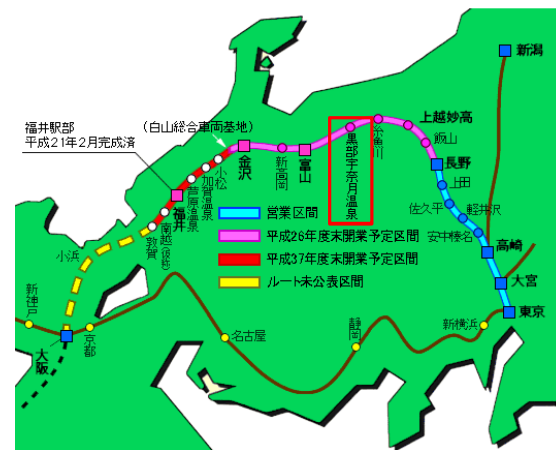 新潟
福井駅部
平成21年2月完成済
(白山総合車両基地)
上越妙高
飯山
糸魚川
黒部宇奈月温泉
富山
新高岡
金沢
小松
加賀温泉
芦原温泉
福井
南越(仮称)
敦賀
長野
上田
佐久平
軽井沢
安中榛名
高崎
大宮
東京
営業区間
平成26年度末開業予定区間
平成37年度末開業予定区間
ルート未公表区間
小浜
新神戸
大阪
京都
名古屋
静岡
新横浜